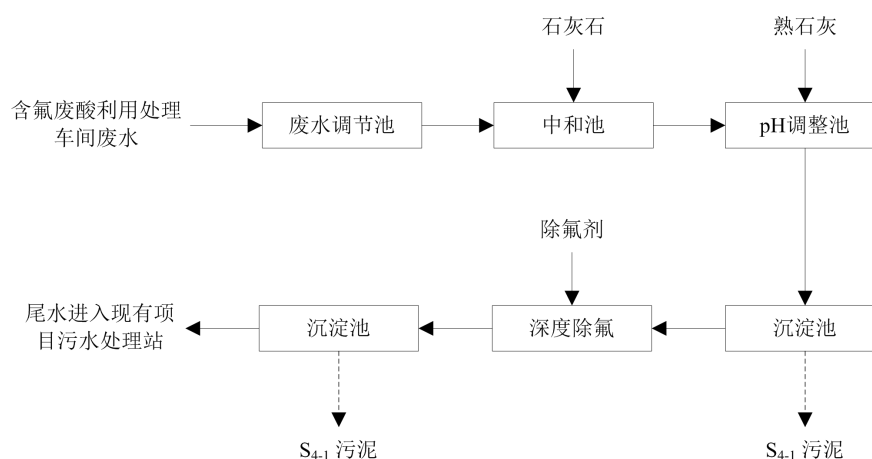 石灰石
熟石灰
含氟废酸利用处理
车间废水
废水调节池
中和池
pH调整池
除氟剂
尾水进入现有项
目污水处理站
沉淀池
深度除氟
沉淀池
S4-1 污泥
S4-1 污泥